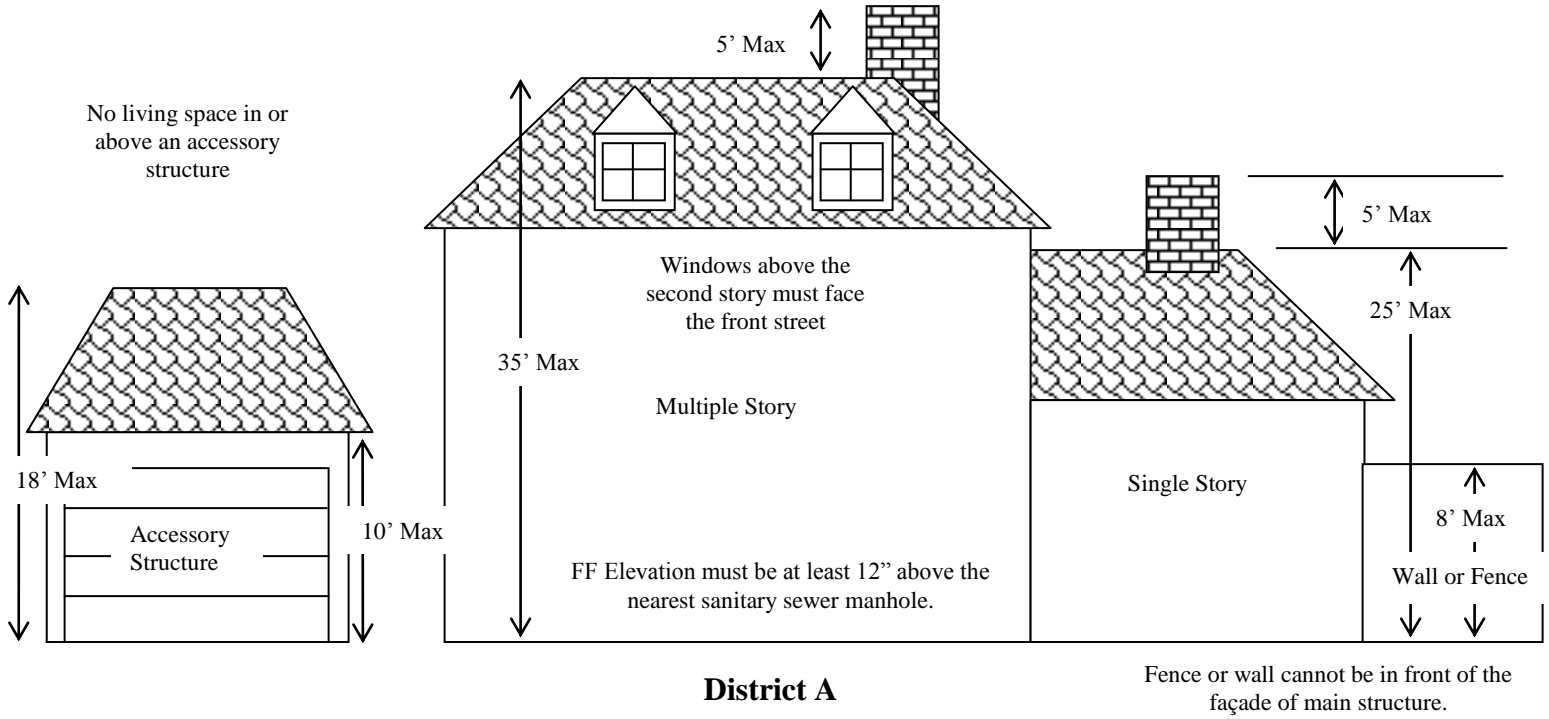 5’ Max
No living space in or
above an accessory
structure
5’ Max
Windows above the
second story must face
the front street
25’ Max
35’ Max
Multiple Story
18’ Max
Single Story
8’ Max
Accessory
Structure
10’ Max
FF Elevation must be at least 12” above the
nearest sanitary sewer manhole.
Wall or Fence
District A
Fence or wall cannot be in front of the
façade of main structure.